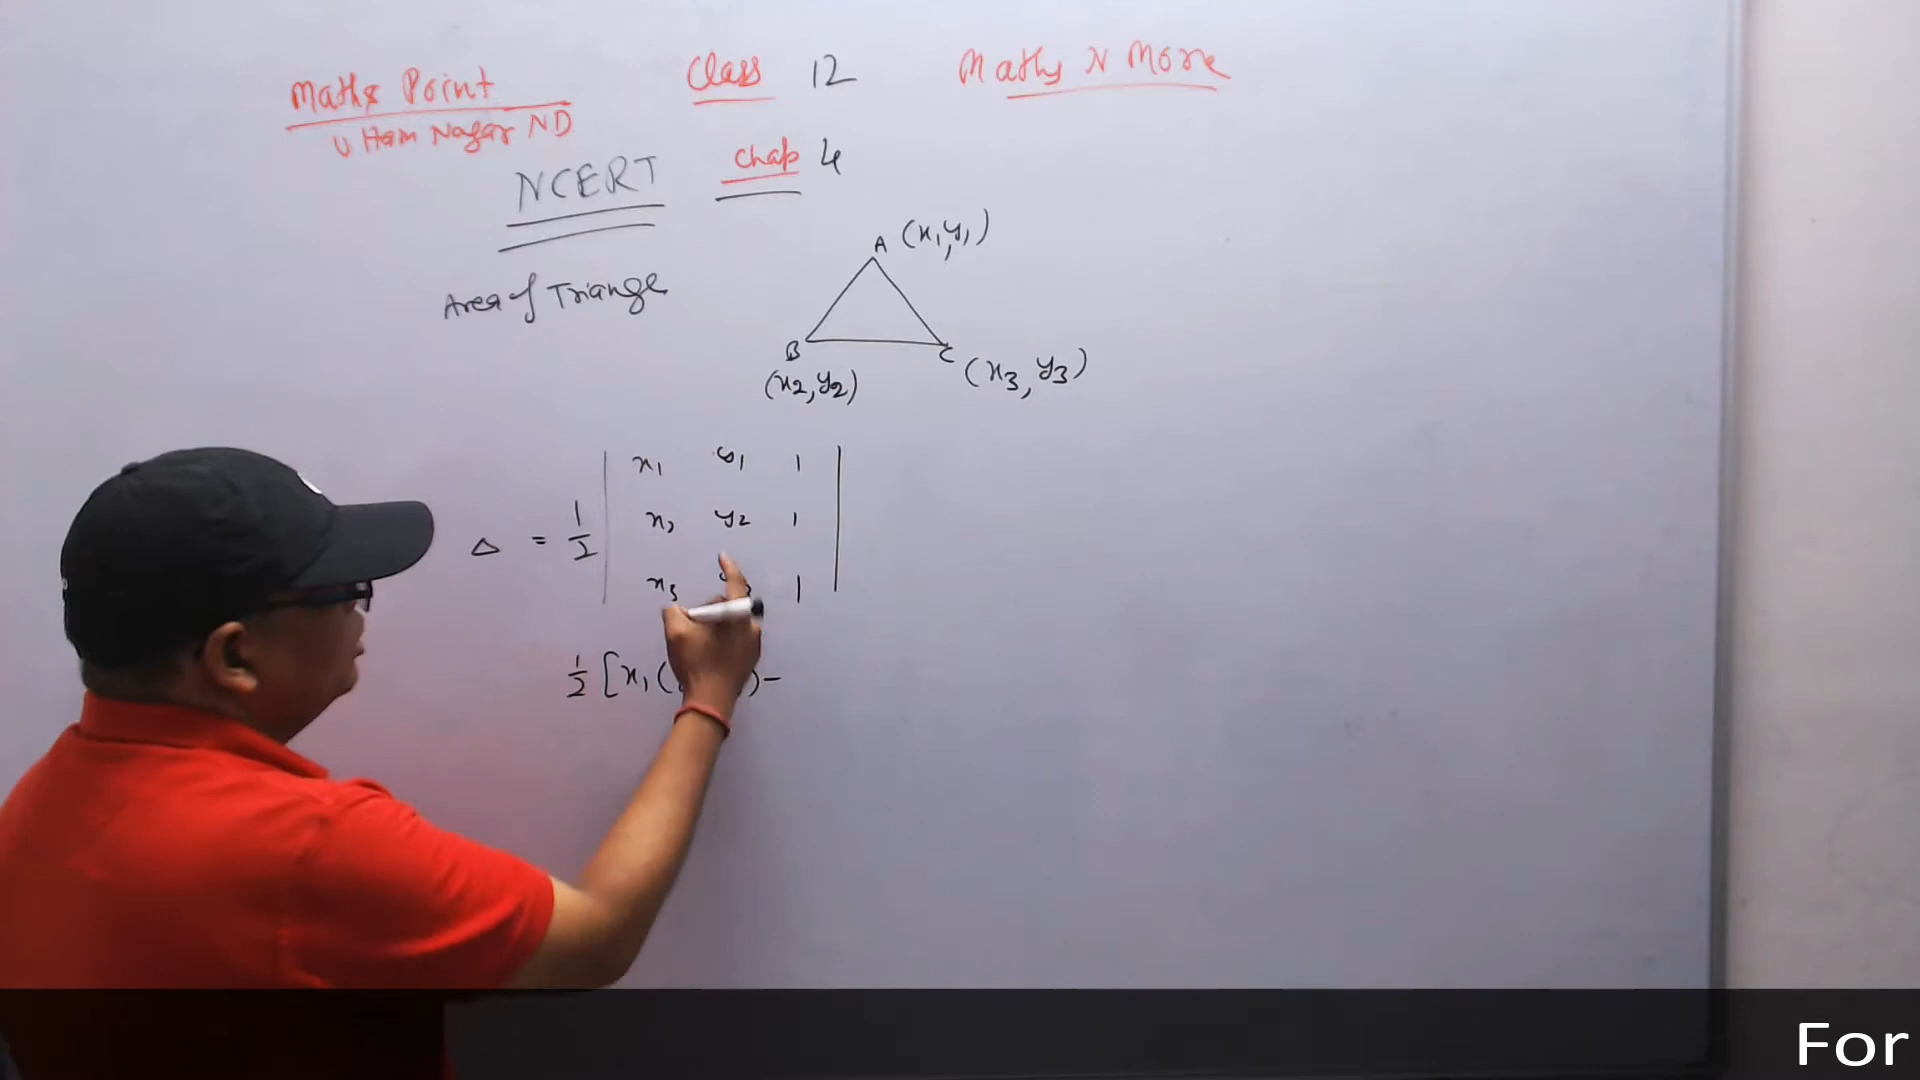 Maths Point
Uttam Nagar ND
Class 12
Maths N More
NCERT
Chap 4
Area of Triangle
A (x₁, y₁)
B
(x₂, y₂)
C (x₃, y₃)
x₁ y₁ 1
Δ = 1/2 | x₂ y₂ 1 |
x₃ 1
1/2 [x₁ ( ) −
For